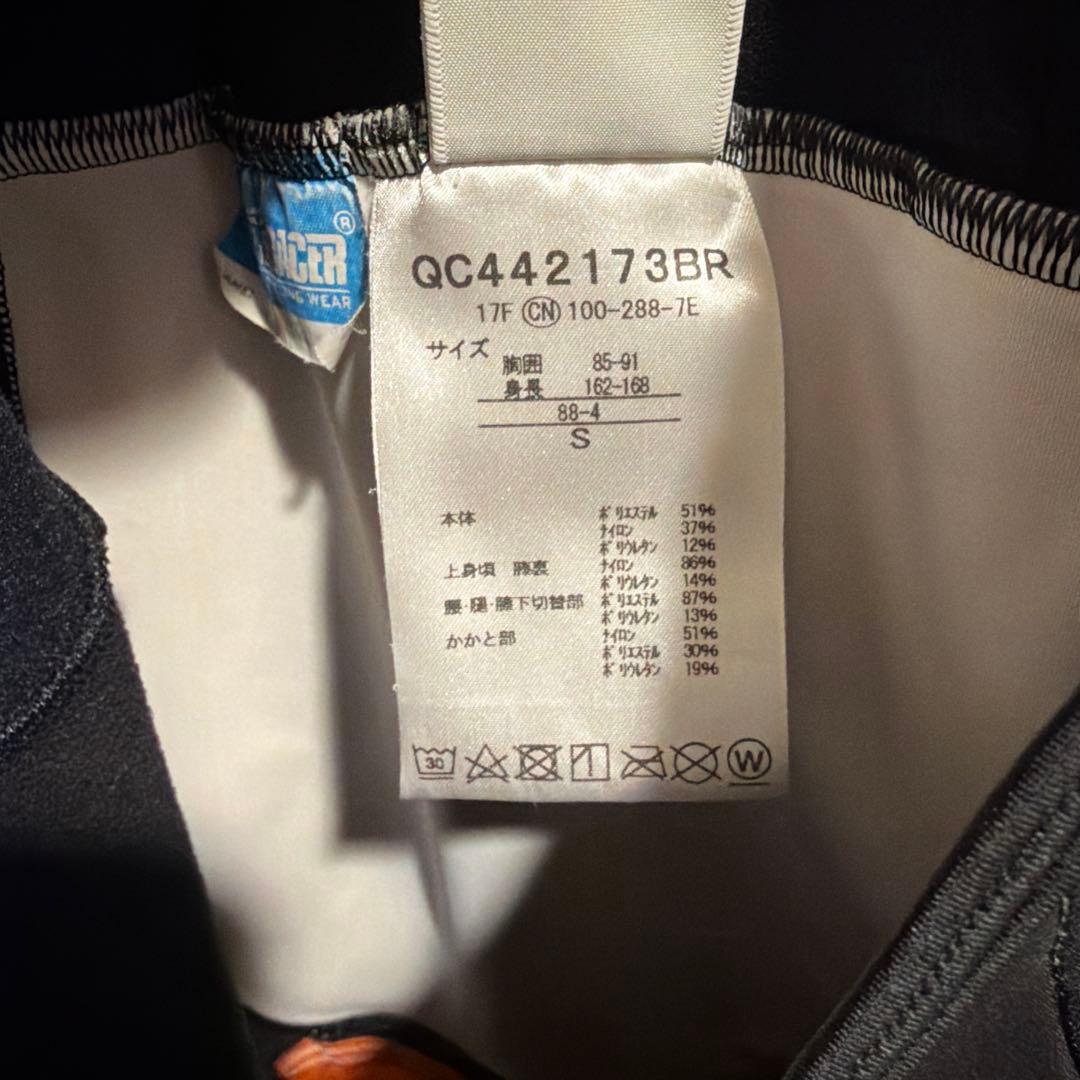 QC442173BR
17F CN 100-288-7E
サイズ
胸囲 85-91
身長 162-168
88-4
S
本体 ポリエステル 51%
ナイロン 37%
ポリウレタン 12%
上身頃 膝裏 ナイロン 86%
ポリウレタン 14%
腰・腿・膝下切替部 ポリエステル 87%
ポリウレタン 13%
かかと部 ナイロン 51%
ポリエステル 30%
ポリウレタン 19%
30 W
®
WEAR